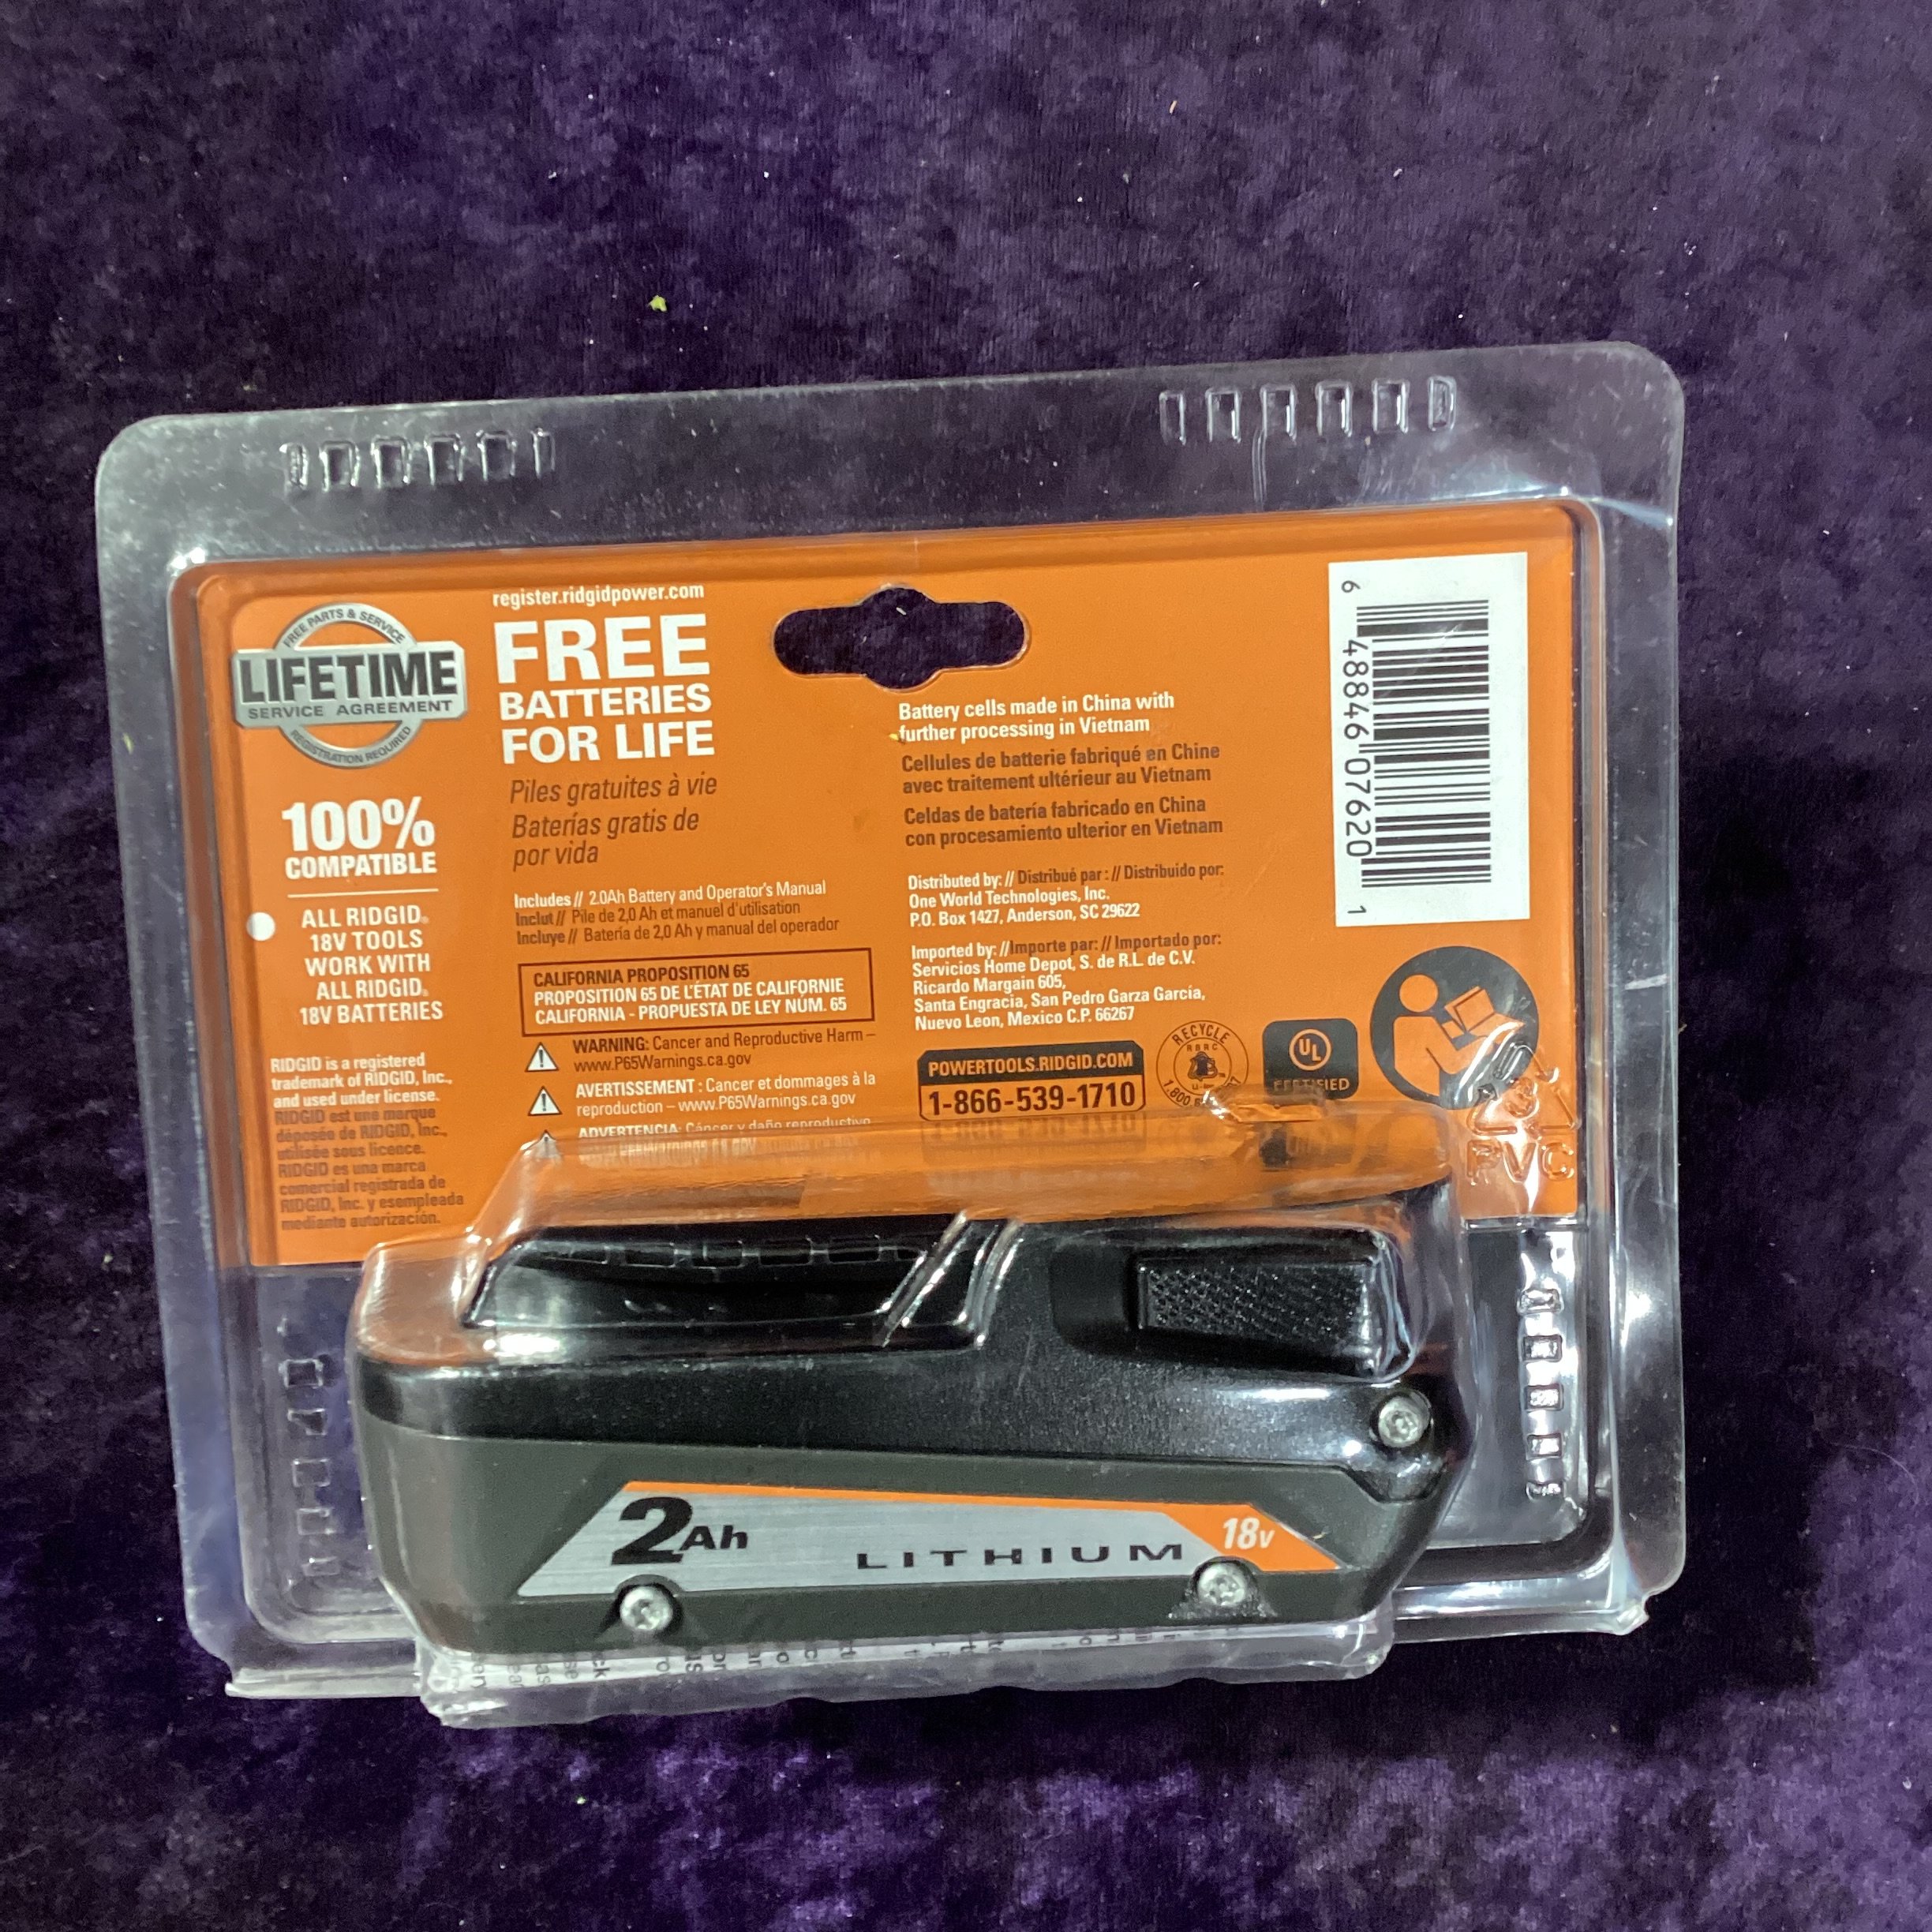 FREE PARTS & SERVICE
LIFETIME
SERVICE AGREEMENT
REGISTRATION REQUIRED
100%
COMPATIBLE
ALL RIDGID®
18V TOOLS
WORK WITH
ALL RIDGID®
18V BATTERIES
RIDGID is a registered
trademark of RIDGID, Inc.,
and used under license.
RIDGID est une marque
déposée de RIDGID, Inc.,
utilisée sous licence.
RIDGID es una marca
comercial registrada de
RIDGID, Inc. y esempleada
mediante autorización.
register.ridgidpower.com
FREE
BATTERIES
FOR LIFE
Piles gratuites à vie
Baterías gratis de
por vida
Includes // 2.0Ah Battery and Operator's Manual
Inclut // Pile de 2,0 Ah et manuel d'utilisation
Incluye // Batería de 2,0 Ah y manual del operador
CALIFORNIA PROPOSITION 65
PROPOSITION 65 DE L'ÉTAT DE CALIFORNIE
CALIFORNIA - PROPUESTA DE LEY NÚM. 65
WARNING: Cancer and Reproductive Harm –
www.P65Warnings.ca.gov
AVERTISSEMENT : Cancer et dommages à la
reproduction – www.P65Warnings.ca.gov
ADVERTENCIA: Cáncer y daño reproductivo
Battery cells made in China with
further processing in Vietnam
Cellules de batterie fabriqué en Chine
avec traitement ultérieur au Vietnam
Celdas de batería fabricado en China
con procesamiento ulterior en Vietnam
Distributed by: // Distribué par : // Distribuido por:
One World Technologies, Inc.
P.O. Box 1427, Anderson, SC 29622
Imported by: //Importe par: // Importado por:
Servicios Home Depot, S. de R.L. de C.V.
Ricardo Margain 605,
Santa Engracia, San Pedro Garza García,
Nuevo Leon, Mexico C.P. 66267
POWERTOOLS.RIDGID.COM
1-866-539-1710
RECYCLE
RBRC
1.800
UL
CERTIFIED
6 48846 07620 1
PVC
2Ah
LITHIUM
18V